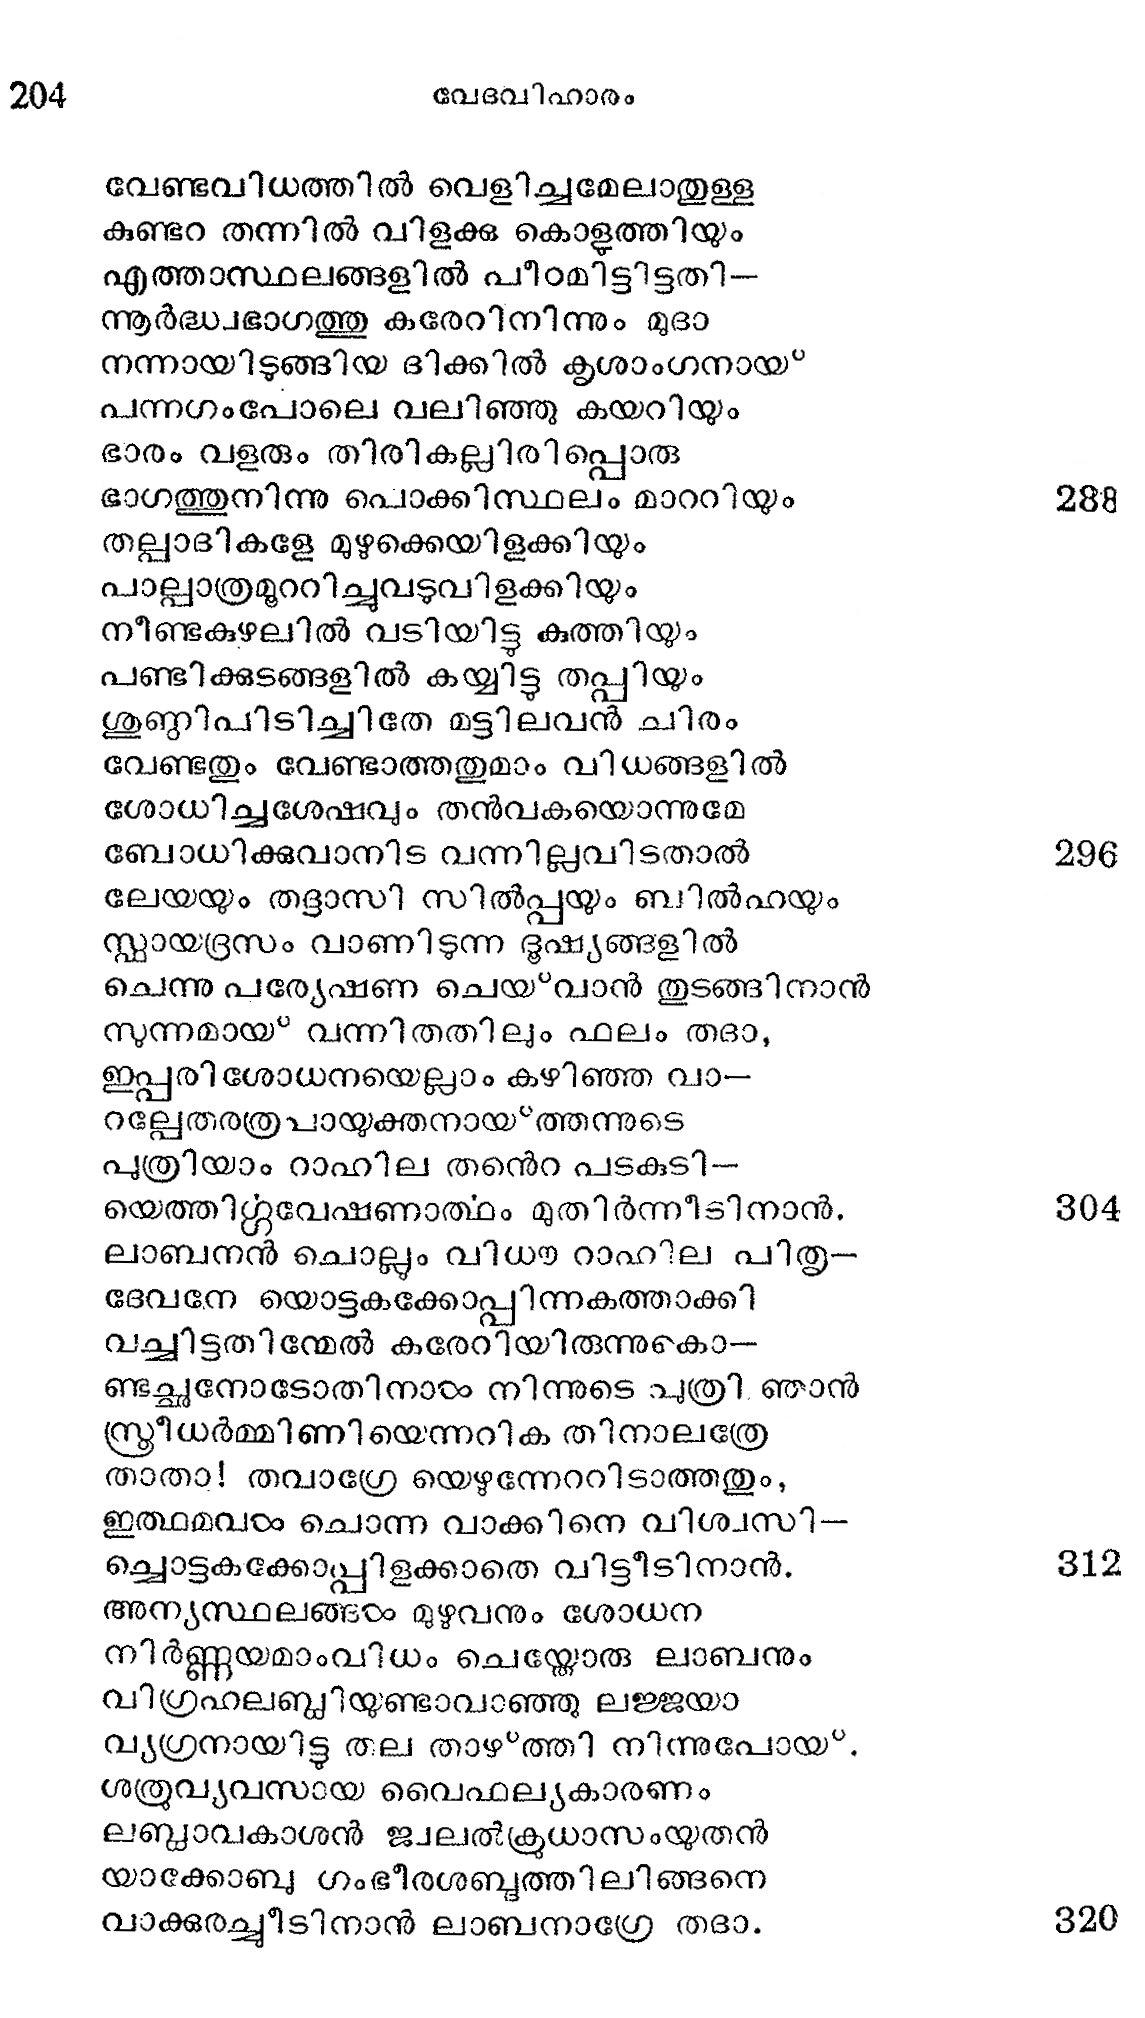 204 വേദവിഹാരം
വേണ്ടവിധത്തിൽ വെളിച്ചമേലാതുള്ള
കുണ്ടറ തന്നിൽ വിളക്കു കൊളുത്തിയും
എത്താസ്ഥലങ്ങളിൽ പീഠമിട്ടിട്ടതി—
ന്നൂർദ്ധ്വഭാഗത്തു കരേറിനിന്നും മുദാ
നന്നായിടുങ്ങിയ ദിക്കിൽ കൃശാംഗനായ്
പന്നഗംപോലെ വലിഞ്ഞു കയറിയും
ഭാരം വളരും തിരികല്ലിരിപ്പൊരു
ഭാഗത്തുനിന്നു പൊക്കിസ്ഥലം മാററിയും 288
തല്പാദികളേ മുഴുക്കെയിളക്കിയും
പാല്പാത്രമൂററിച്ചുവടുവിളക്കിയും
നീണ്ടകുഴലിൽ വടിയിട്ടു കുത്തിയും
പണ്ടിക്കുടങ്ങളിൽ കയ്യിട്ടു തപ്പിയും
ശുണ്ഠിപിടിച്ചിതേ മട്ടിലവൻ ചിരം
വേണ്ടതും വേണ്ടാത്തതുമാം വിധങ്ങളിൽ
ശോധിച്ചശേഷവും തൻവകയൊന്നുമേ
ബോധിക്കുവാനിട വന്നില്ലവിടതാൽ 296
ലേയയും തദ്ദാസി സിൽപ്പയും ബിൽഹയും
സ്ഫായദ്രസം വാണിടുന്ന ദൂഷ്യങ്ങളിൽ
ചെന്നു പര്യേഷണ ചെയ്‌വാൻ തുടങ്ങിനാൻ
സുന്നമായ് വന്നിതതിലും ഫലം തദാ,
ഇപ്പരിശോധനയെല്ലാം കഴിഞ്ഞ വാ—
റല്പേതരത്രപായുക്തനായ്ത്തന്നുടെ
പുത്രിയാം റാഹില തൻെറ പടകുടി—
യെത്തിഗ്ഗ്വേഷണാൎത്ഥം മുതിർന്നീടിനാൻ. 304
ലാബനൻ ചൊല്ലും വിധൗ റാഹില പിതൃ—
ദേവനേ യൊട്ടകക്കോപ്പിന്നകത്താക്കി
വച്ചിട്ടതിന്മേൽ കരേറിയിരുന്നുകൊ—
ണ്ടച്ഛനോടോതിനാൾ നിന്നുടെ പുത്രി ഞാൻ
സ്ത്രീധർമ്മിണിയെന്നറിക തിനാലത്രേ
താതാ! തവാഗ്രേ യെഴുന്നേററിടാത്തതും,
ഇത്ഥമവൾ ചൊന്ന വാക്കിനെ വിശ്വസി—
ച്ചൊട്ടകക്കോപ്പിളക്കാതെ വിട്ടീടിനാൻ. 312
അന്യസ്ഥലങ്ങൾ മുഴുവനും ശോധന
നിർണ്ണയമാംവിധം ചെയ്തോരു ലാബനും
വിഗ്രഹലബ്ധിയുണ്ടാവാഞ്ഞു ലജ്ജയാ
വ്യഗ്രനായിട്ടു തല താഴ്ത്തി നിന്നുപോയ്.
ശത്രുവ്യവസായ വൈഫല്യകാരണം
ലബ്ധാവകാശൻ ജ്വലൽക്രുധാസംയുതൻ
യാക്കോബു ഗംഭീരശബ്ദത്തിലിങ്ങനെ
വാക്കുരച്ചീടിനാൻ ലാബനാഗ്രേ തദാ. 320